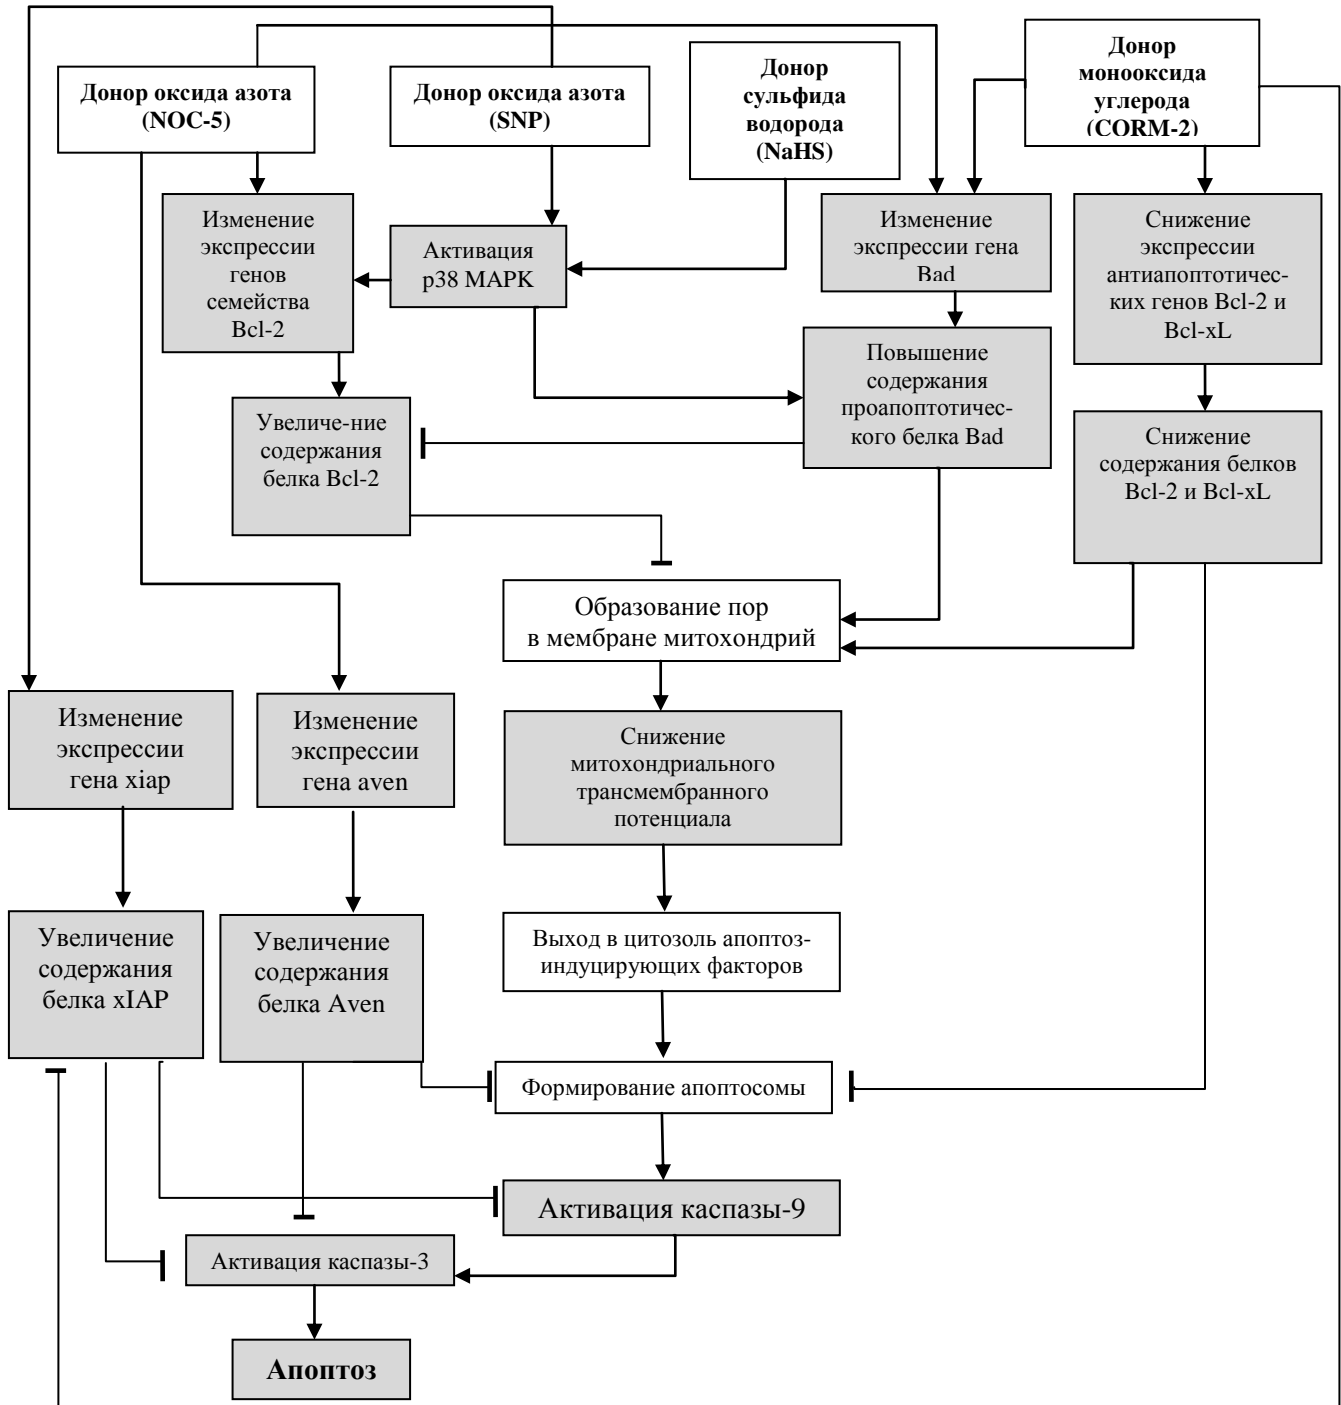 Донор оксида азота
(NOC-5)
Донор оксида азота
(SNP)
Донор
сульфида
водорода
(NaHS)
Донор
монооксида
углерода
(CORM-2)
Изменение
экспрессии
генов
семейства
Bcl-2
Активация
p38 MAPK
Изменение
экспрессии гена
Bad
Снижение
экспрессии
антиапоптотичес-
ких генов Bcl-2 и
Bcl-xL
Повышение
содержания
проапоптотичес-
кого белка Bad
Увеличе-ние
содержания
белка Bcl-2
Снижение
содержания белков
Bcl-2 и Bcl-xL
Образование пор
в мембране митохондрий
Изменение
экспрессии
гена xiap
Изменение
экспрессии
гена aven
Снижение
митохондриального
трансмембранного
потенциала
Увеличение
содержания
белка xIAP
Увеличение
содержания
белка Aven
Выход в цитозоль апоптоз-
индуцирующих факторов
Формирование апоптосомы
Активация каспазы-9
Активация каспазы-3
Апоптоз